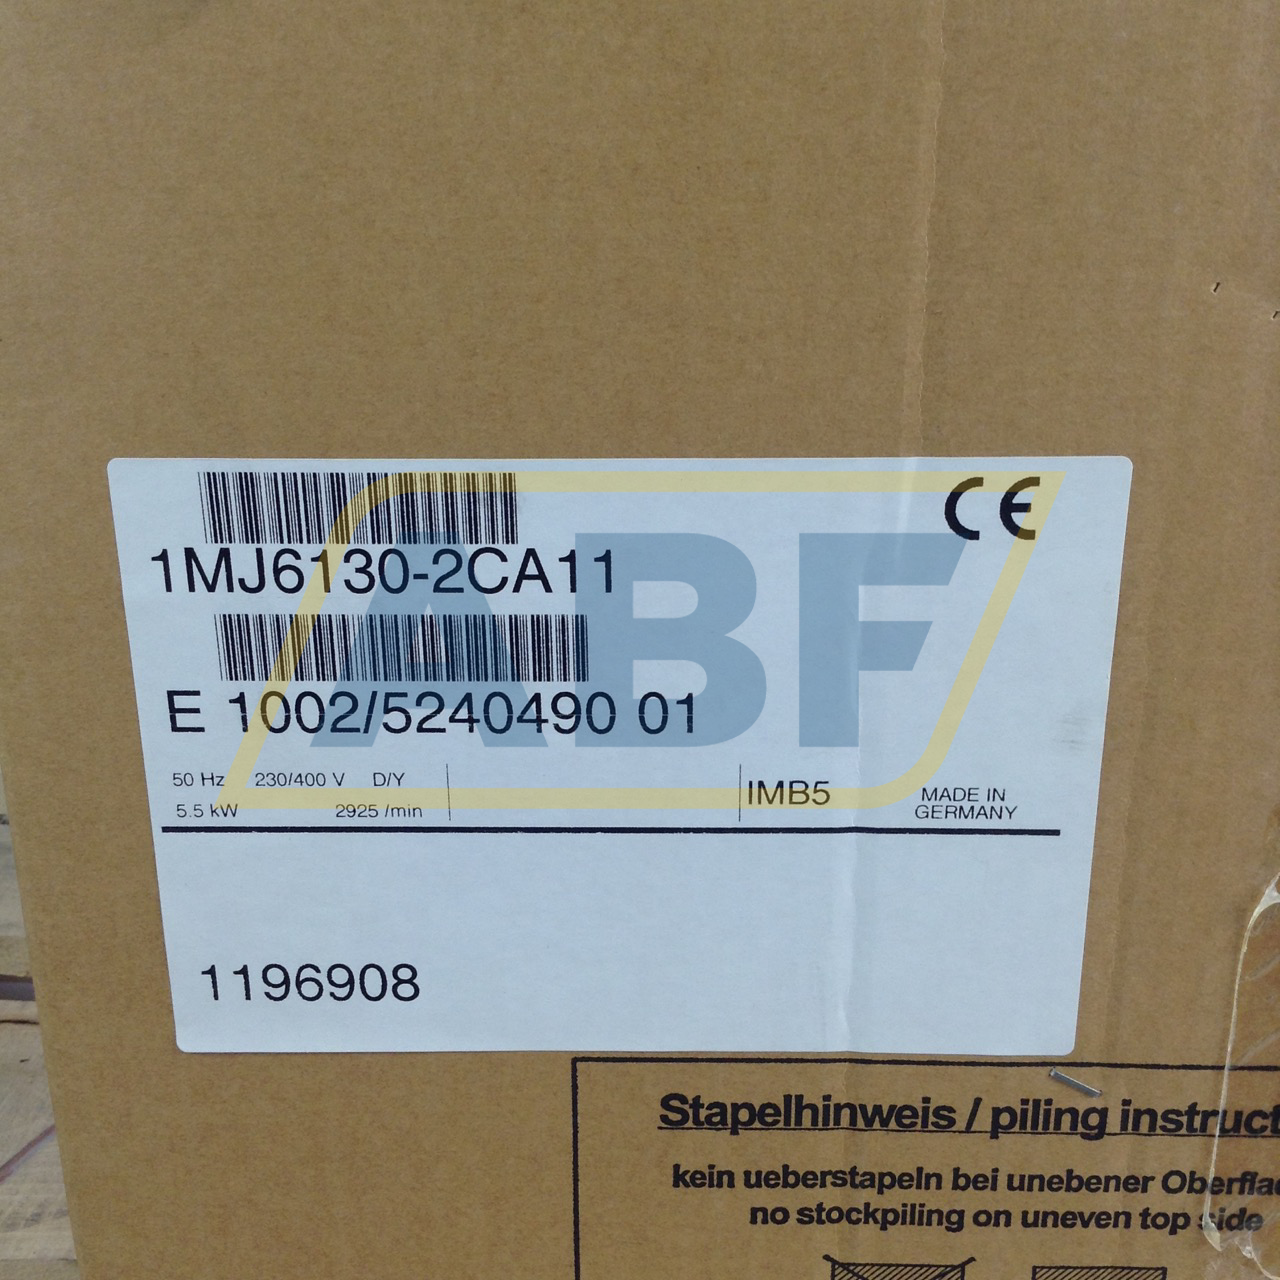 CE
1MJ6130-2CA11
E 1002/5240490 01
ABF
50 Hz 230/400 V D/Y
5.5 kW 2925 /min
IMB5
MADE IN
GERMANY
1196908
Stapelhinweis / piling instruct
kein ueberstapeln bei unebener Oberfla
no stockpiling on uneven top side